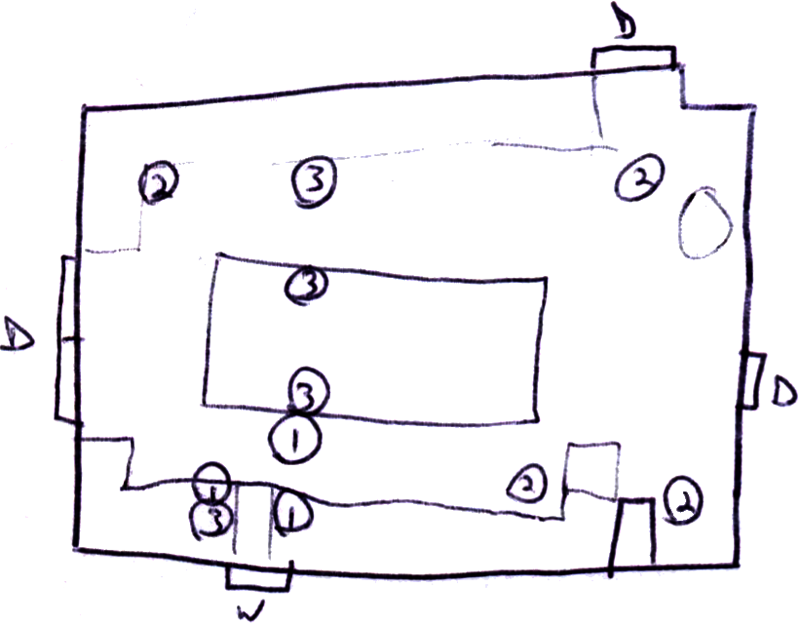 D
② ③ ②
③
D
③ D
①
① ② ②
③ ①
W